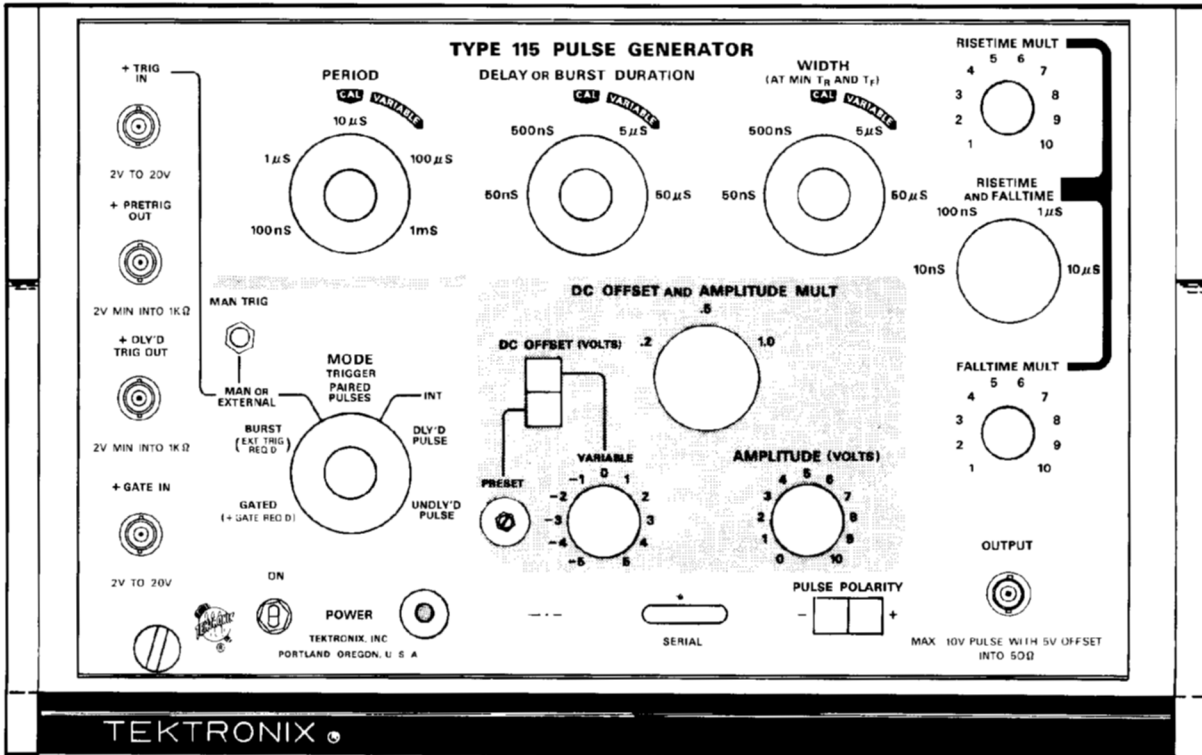 TYPE 115 PULSE GENERATOR
+ TRIG
IN
2V TO 20V
+ PRETRIG
OUT
2V MIN INTO 1KΩ
+ DLY'D
TRIG OUT
2V MIN INTO 1KΩ
+ GATE IN
2V TO 20V
PERIOD
CAL VARIABLE
10µS
1µS 100µS
100nS 1mS
DELAY OR BURST DURATION
CAL VARIABLE
500nS 5µS
50nS 50µS
WIDTH
(AT MIN TR AND TF)
CAL VARIABLE
500nS 5µS
50nS 50µS
RISETIME MULT
1 2 3 4 5 6 7 8 9 10
RISETIME
AND FALLTIME
100nS 1µS
10nS 10µS
FALLTIME MULT
1 2 3 4 5 6 7 8 9 10
MAN TRIG
MAN OR
EXTERNAL
MODE
TRIGGER
PAIRED
PULSES
INT
BURST
(EXT TRIG
REQ D)
DLY'D
PULSE
GATED
(+ GATE REQ D)
UNDLY'D
PULSE
DC OFFSET AND AMPLITUDE MULT
.2 .5 1.0
DC OFFSET (VOLTS)
PRESET
VARIABLE
-5 -4 -3 -2 -1 0 1 2 3 4 5
AMPLITUDE (VOLTS)
0 1 2 3 4 5 6 7 8 9 10
ON
POWER
TEKTRONIX, INC
PORTLAND OREGON, U S A
®
*
SERIAL
PULSE POLARITY
- +
OUTPUT
MAX 10V PULSE WITH 5V OFFSET
INTO 50Ω
TEKTRONIX ®